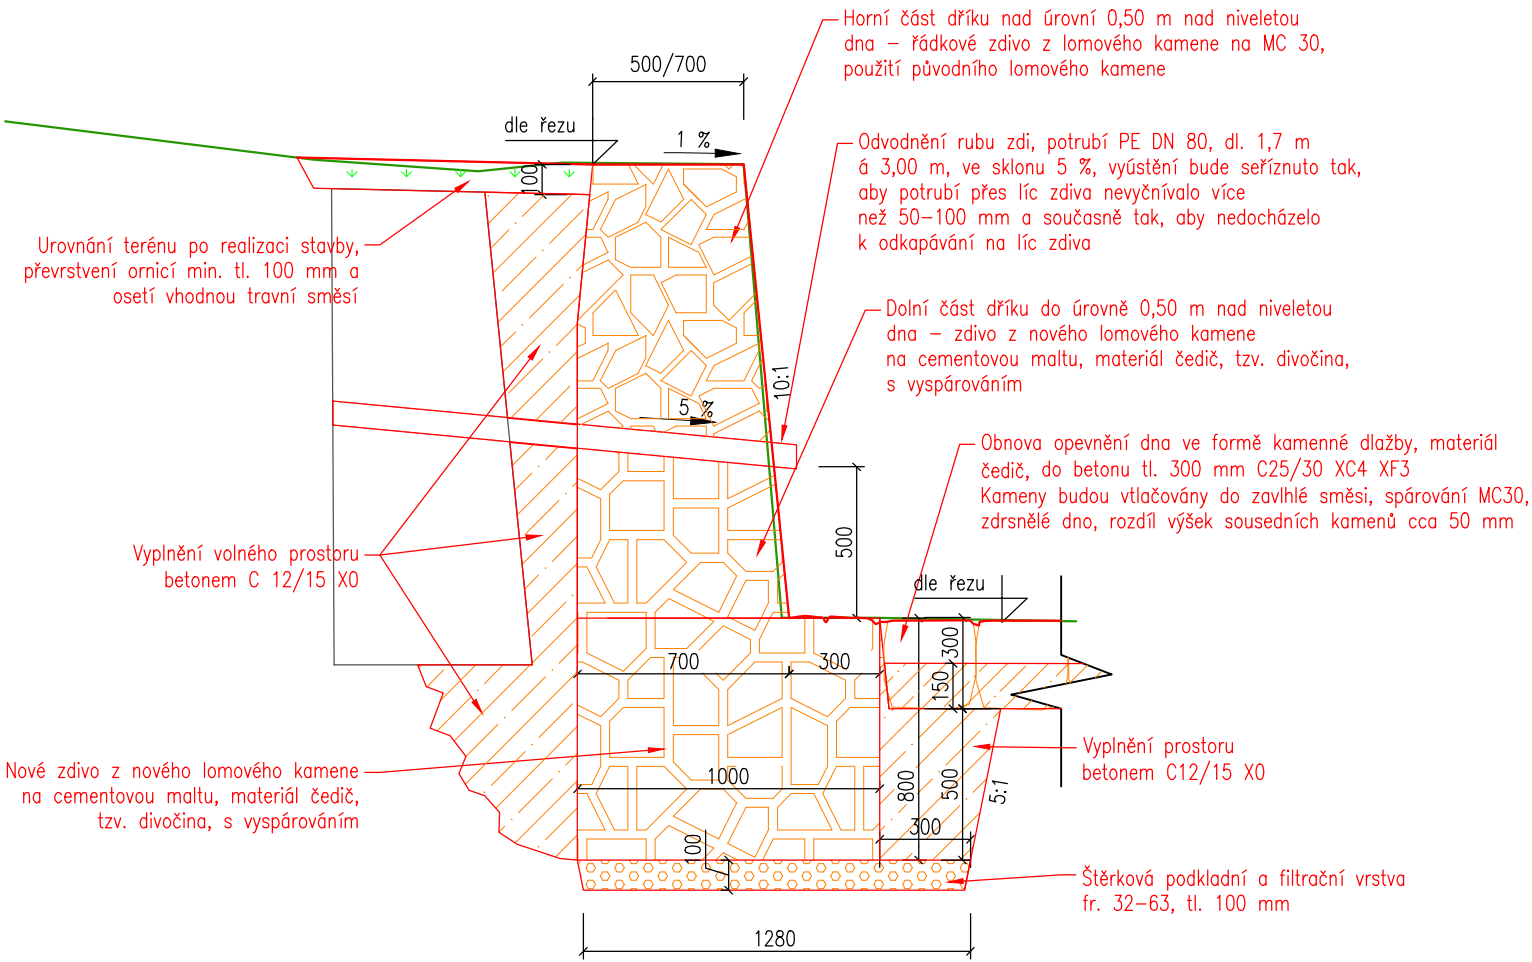 Horní část dříku nad úrovní 0,50 m nad niveletou
dna – řádkové zdivo z lomového kamene na MC 30,
použití původního lomového kamene
500/700
dle řezu
1 %
Odvodnění rubu zdi, potrubí PE DN 80, dl. 1,7 m
á 3,00 m, ve sklonu 5 %, vyústění bude seříznuto tak,
aby potrubí přes líc zdiva nevyčnívalo více
než 50–100 mm a současně tak, aby nedocházelo
k odkapávání na líc zdiva
100
Urovnání terénu po realizaci stavby,
převrstvení ornicí min. tl. 100 mm a
osetí vhodnou travní směsí
Dolní část dříku do úrovně 0,50 m nad niveletou
dna – zdivo z nového lomového kamene
na cementovou maltu, materiál čedič, tzv. divočina,
s vyspárováním
10:1
5 %
Obnova opevnění dna ve formě kamenné dlažby, materiál
čedič, do betonu tl. 300 mm C25/30 XC4 XF3
Kameny budou vtlačovány do zavlhlé směsi, spárování MC30,
zdrsnělé dno, rozdíl výšek sousedních kamenů cca 50 mm
500
Vyplnění volného prostoru
betonem C 12/15 X0
dle řezu
300
700
300
150
Vyplnění prostoru
betonem C12/15 X0
Nové zdivo z nového lomového kamene
na cementovou maltu, materiál čedič,
tzv. divočina, s vyspárováním
1000
800
500
5:1
300
100
Štěrková podkladní a filtrační vrstva
fr. 32–63, tl. 100 mm
1280